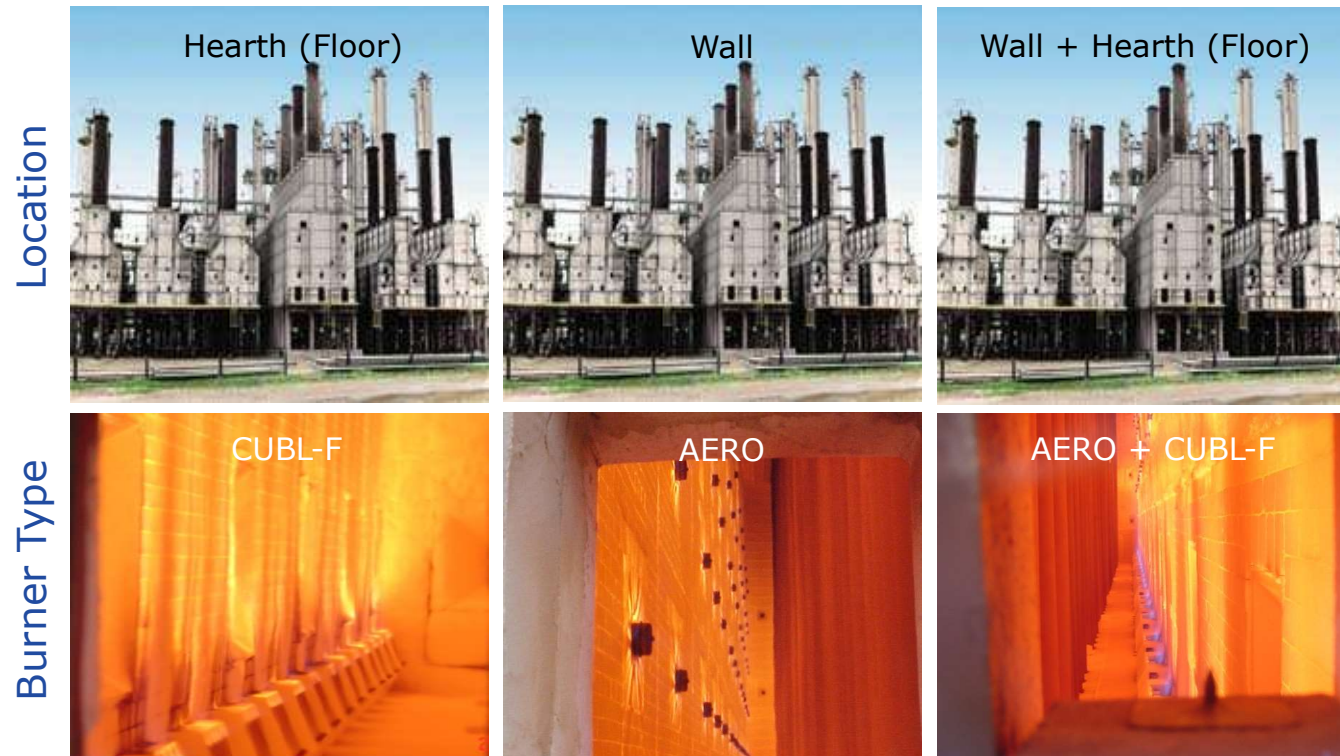 Location
Hearth (Floor)
Wall
Wall + Hearth (Floor)
Burner Type
CUBL-F
AERO
AERO + CUBL-F